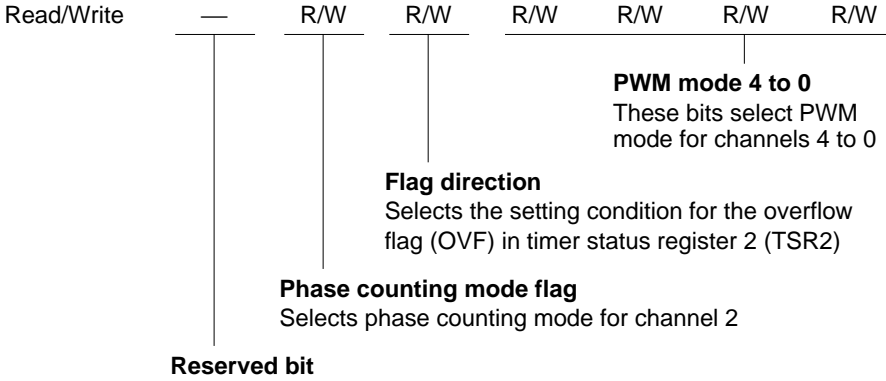 Read/Write — R/W R/W R/W R/W R/W R/W
PWM mode 4 to 0
These bits select PWM
mode for channels 4 to 0
Flag direction
Selects the setting condition for the overflow
flag (OVF) in timer status register 2 (TSR2)
Phase counting mode flag
Selects phase counting mode for channel 2
Reserved bit